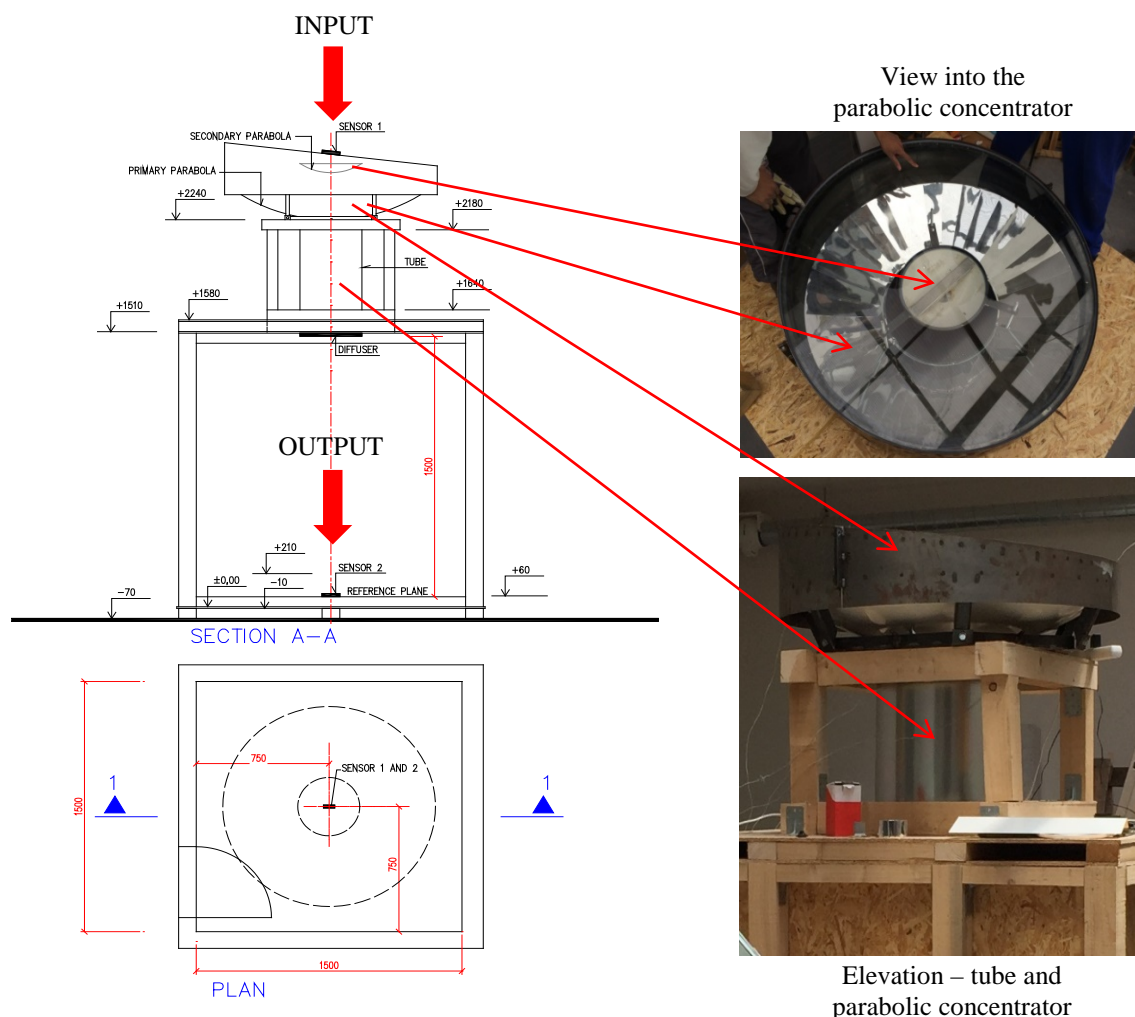 INPUT
View into the
parabolic concentrator
SECONDARY PARABOLA
SENSOR 1
PRIMARY PARABOLA
+2240
+2180
TUBE
+1640
+1580
+1510
DIFFUSER
OUTPUT
1500
+210
SENSOR 2
±0,00
-10
REFERENCE PLANE
+60
-70
SECTION A-A
750
SENSOR 1 AND 2
1
1
1500
750
1500
PLAN
Elevation – tube and
parabolic concentrator